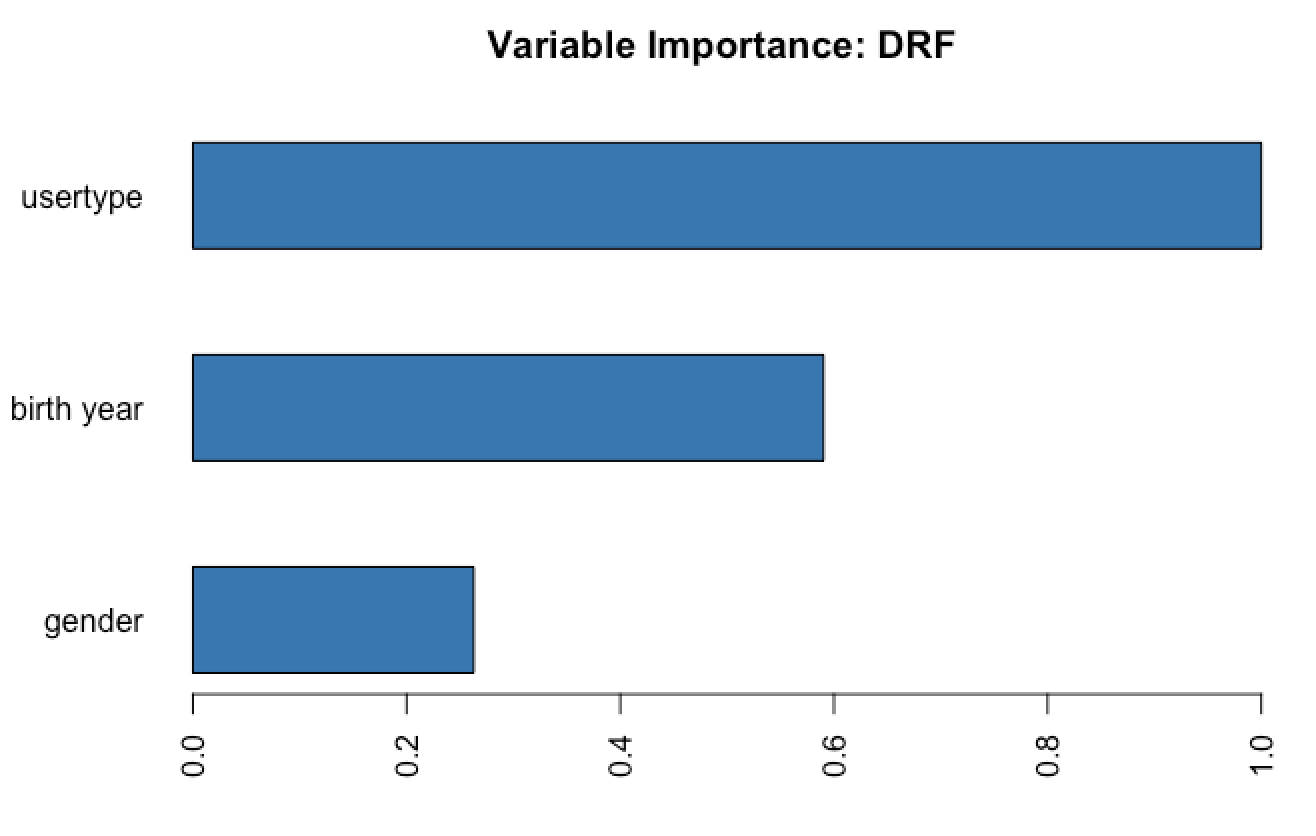 Variable Importance: DRF
usertype
birth year
gender
0.0 0.2 0.4 0.6 0.8 1.0